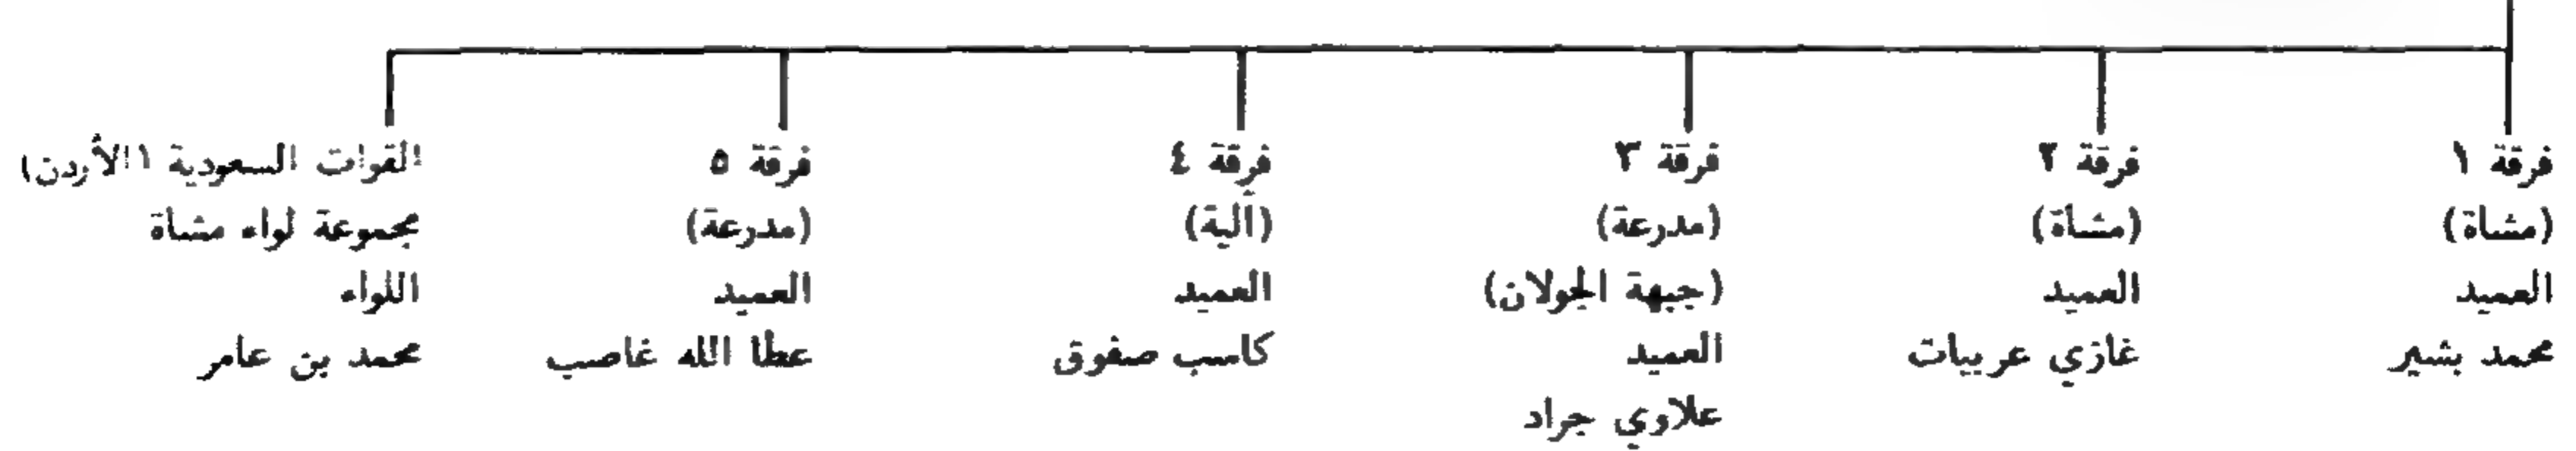 فرقة ١
(مشاة)
العميد
محمد بشير
فرقة ٢
(مشاة)
العميد
غازي عربيات
فرقة ٣
(مدرعة)
(جبهة الجولان)
العميد
علاوي جراد
فرقة ٤
(آلية)
العميد
كاسب صفوق
فرقة ٥
(مدرعة)
العميد
عطا الله غاصب
القوات السعودية (الأردن)
مجموعة لواء مشاة
اللواء
محمد بن عامر